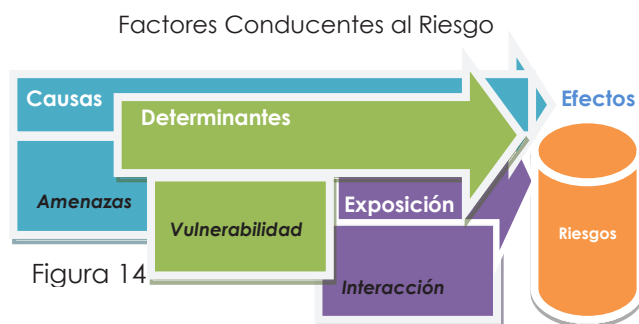 Factores Conducentes al Riesgo
Causas
Efectos
Determinantes
Amenazas
Exposición
Vulnerabilidad
Riesgos
Figura 14
Interacción